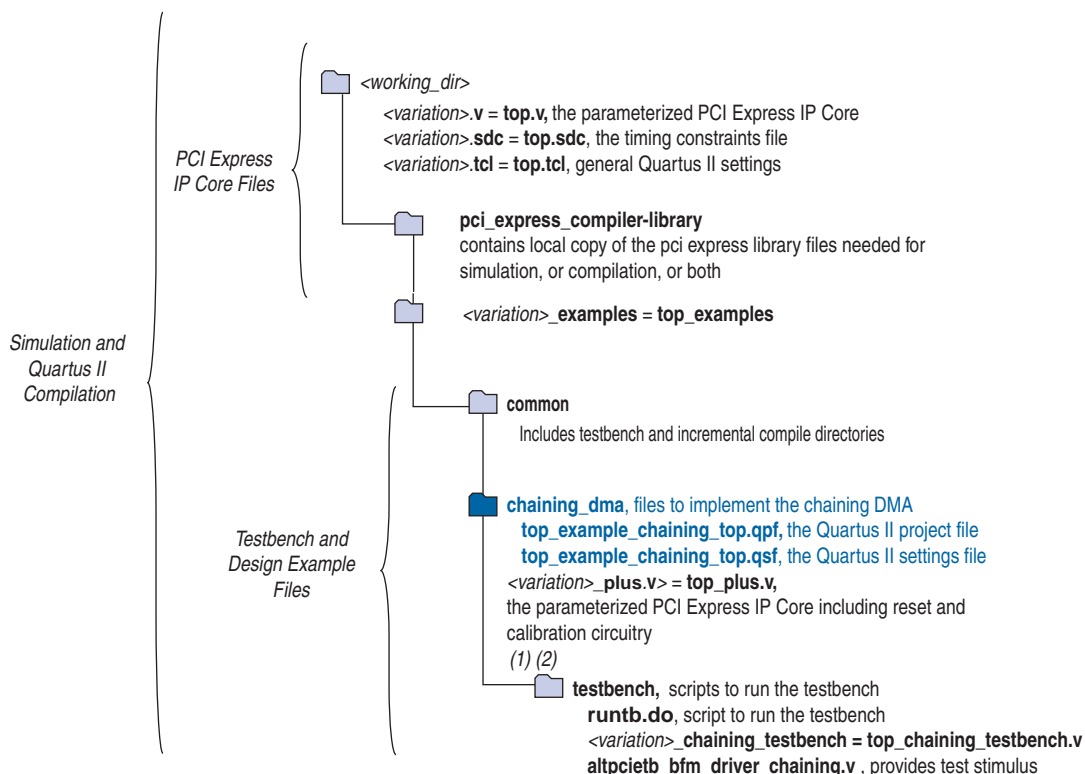 <working_dir>
<variation>.v = top.v, the parameterized PCI Express IP Core
<variation>.sdc = top.sdc, the timing constraints file
<variation>.tcl = top.tcl, general Quartus II settings
PCI Express
IP Core Files
pci_express_compiler-library
contains local copy of the pci express library files needed for
simulation, or compilation, or both
<variation>_examples = top_examples
Simulation and
Quartus II
Compilation
common
Includes testbench and incremental compile directories
chaining_dma, files to implement the chaining DMA
top_example_chaining_top.qpf, the Quartus II project file
top_example_chaining_top.qsf, the Quartus II settings file
Testbench and
Design Example
Files
<variation>_plus.v> = top_plus.v,
the parameterized PCI Express IP Core including reset and
calibration circuitry
(1) (2)
testbench, scripts to run the testbench
runtb.do, script to run the testbench
<variation>_chaining_testbench = top_chaining_testbench.v
altpcietb_bfm_driver_chaining.v , provides test stimulus